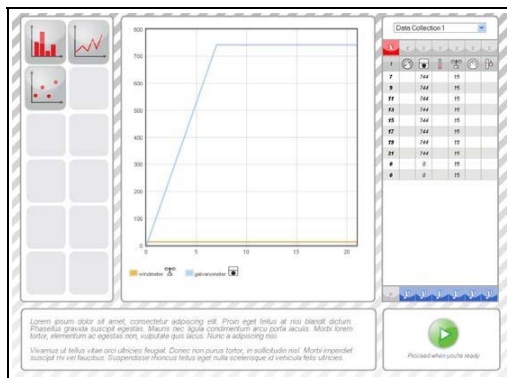 Data Collection 1
800
700
600
500
400
300
200
100
0
0 5 10 15 20
windmeter galvanometer
7 744 15
9 744 15
11 744 15
13 744 15
15 744 15
17 744 15
19 744 15
21 744 15
0 15
0 15
Lorem ipsum dolor sit amet, consectetur adipiscing elit. Proin eget tellus at nisi blandit dictum.
Phasellus gravida suscipit egestas. Mauris nec ligula condimentum arcu porta iaculis. Morbi lorem
tortor, elementum ac egestas non, vulputate quis lacus. Nunc a adipiscing nisi.
Vivamus ut tellus vitae orci ultricies feugiat. Donec non purus tortor, in sollicitudin nisl. Morbi imperdiet
suscipit mi vel faucibus. Suspendisse rhoncus tellus eget nulla scelerisque id vehicula felis ultricies.
Proceed when you're ready